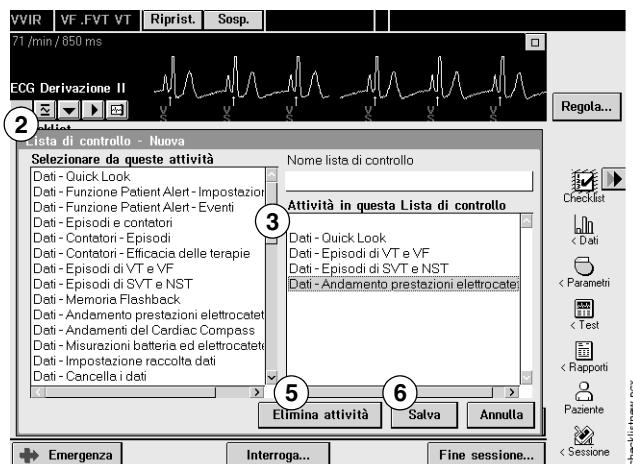 VVIR VF .FVT VT Riprist. Sosp.
71 /min / 850 ms
ECG Derivazione II
Regola...
2
Lista di controllo - Nuova
Selezionare da queste attività
Dati - Quick Look
Dati - Funzione Patient Alert - Impostazion
Dati - Funzione Patient Alert - Eventi
Dati - Episodi e contatori
Dati - Contatori - Episodi
Dati - Contatori - Efficacia delle terapie
Dati - Episodi di VT e VF
Dati - Episodi di SVT e NST
Dati - Memoria Flashback
Dati - Andamento prestazioni elettrocatet
Dati - Andamenti del Cardiac Compass
Dati - Misurazioni batteria ed elettrocatete
Dati - Impostazione raccolta dati
Dati - Cancella i dati
Nome lista di controllo
3
Attività in questa Lista di controllo
Dati - Quick Look
Dati - Episodi di VT e VF
Dati - Episodi di SVT e NST
Dati - Andamento prestazioni elettrocatet
5
6
Elimina attività Salva Annulla
Checklist
< Dati
< Parametri
< Test
< Rapporti
Paziente
< Sessione
Emergenza Interroga... Fine sessione...